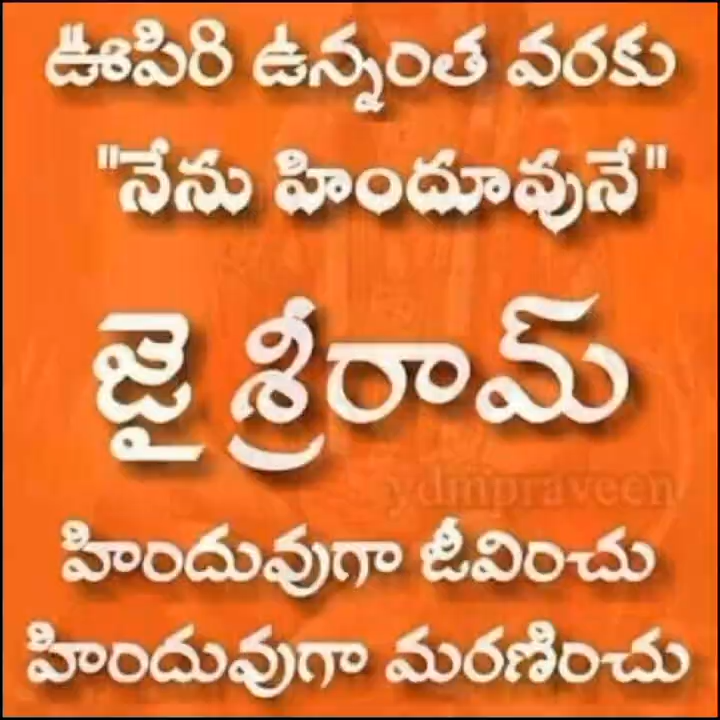 ఊపిరి ఉన్నంత వరకు
"నేను హిందూవునే"
జై శ్రీరామ్
ydmpraveen
హిందువుగా జీవించు
హిందువుగా మరణించు